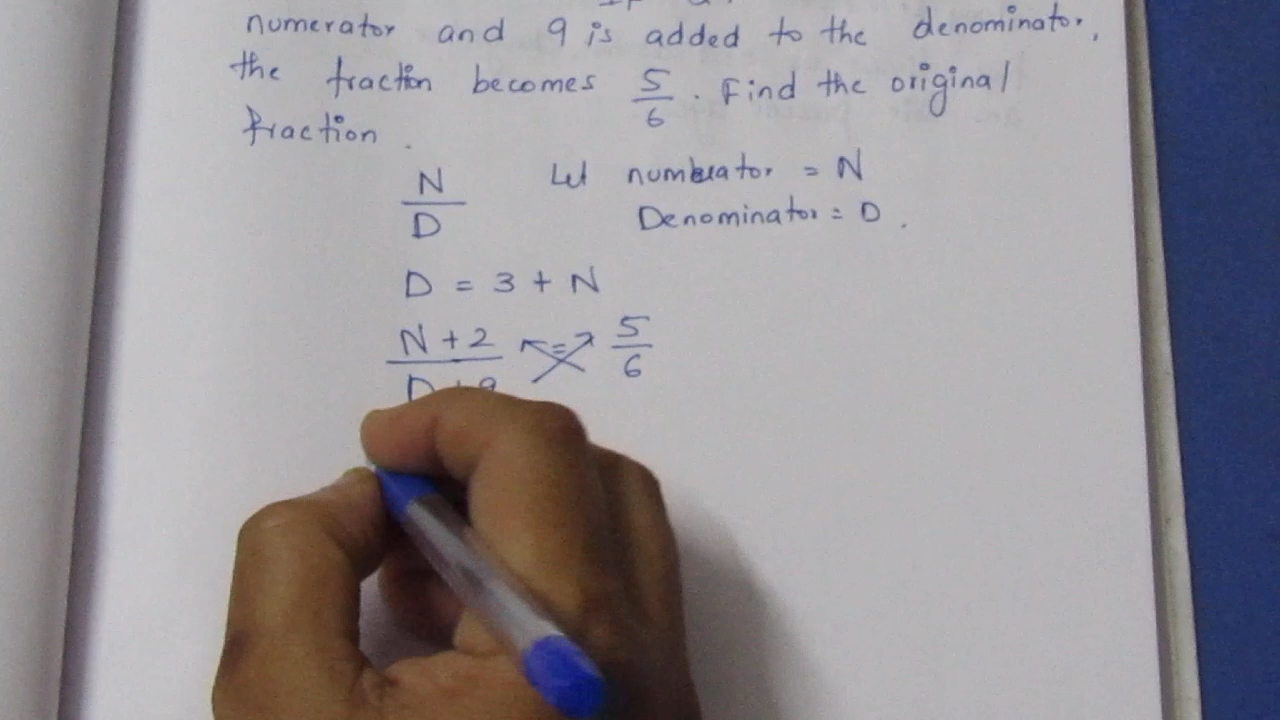 numerator and 9 is added to the denominator,
the fraction becomes 5/6. Find the original
fraction.
N/D Let numerator = N
Denominator = D.
D = 3 + N
N+2/D+9 = 5/6